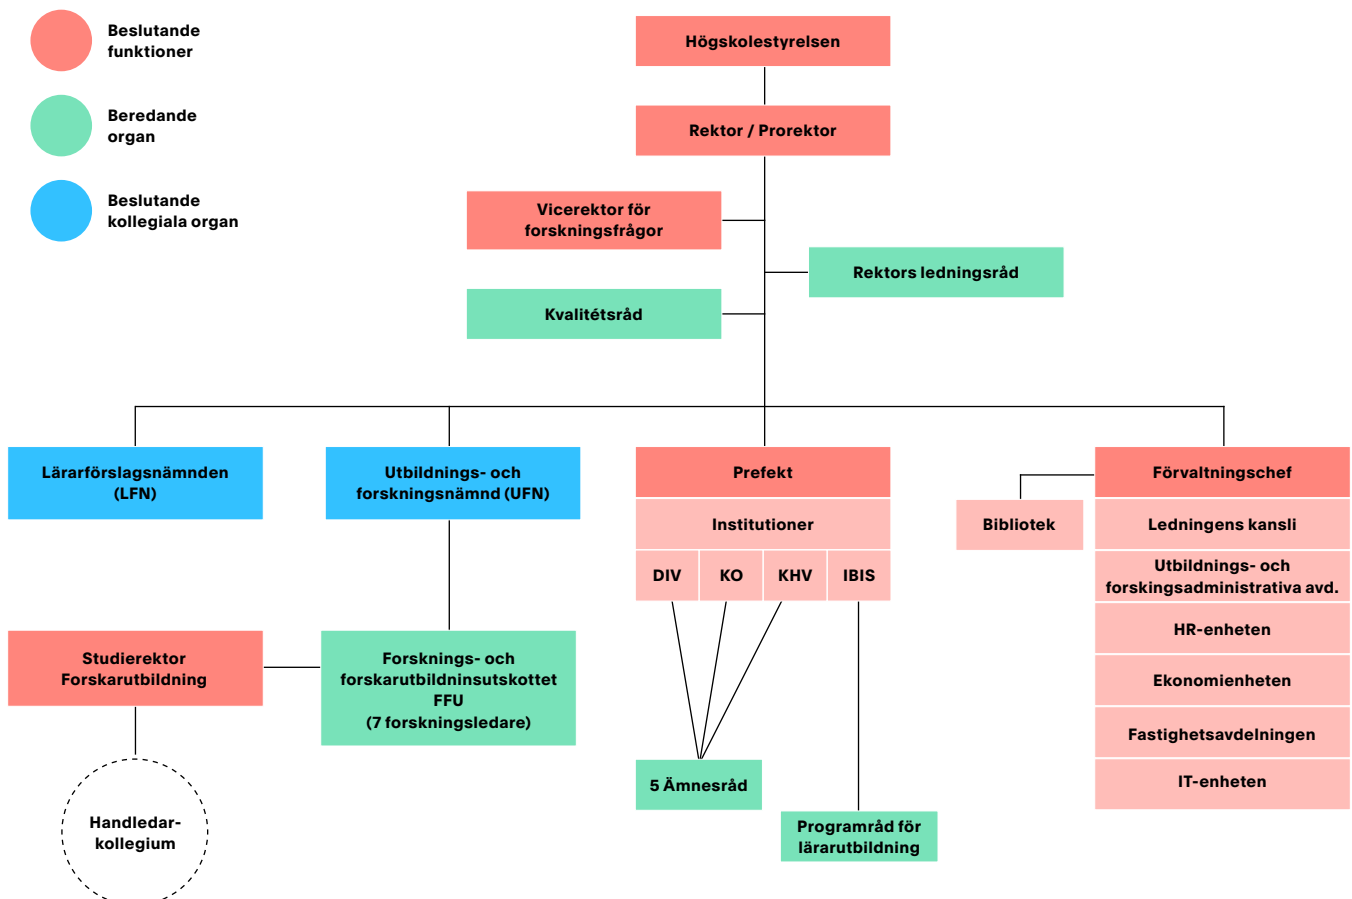 Beslutande
funktioner
Beredande
organ
Beslutande
kollegiala organ
Högskolestyrelsen
Rektor / Prorektor
Vicerektor för
forskningsfrågor
Rektors ledningsråd
Kvalitétsråd
Lärarförslagsnämnden
(LFN)
Utbildnings- och
forskningsnämnd (UFN)
Prefekt
Institutioner
DIV
KO
KHV
IBIS
Förvaltningschef
Bibliotek
Ledningens kansli
Utbildnings- och
forskingsadministrativa avd.
HR-enheten
Ekonomienheten
Fastighetsavdelningen
IT-enheten
Studierektor
Forskarutbildning
Forsknings- och
forskarutbildninsutskottet
FFU
(7 forskningsledare)
Handledar-
kollegium
5 Ämnesråd
Programråd för
lärarutbildning